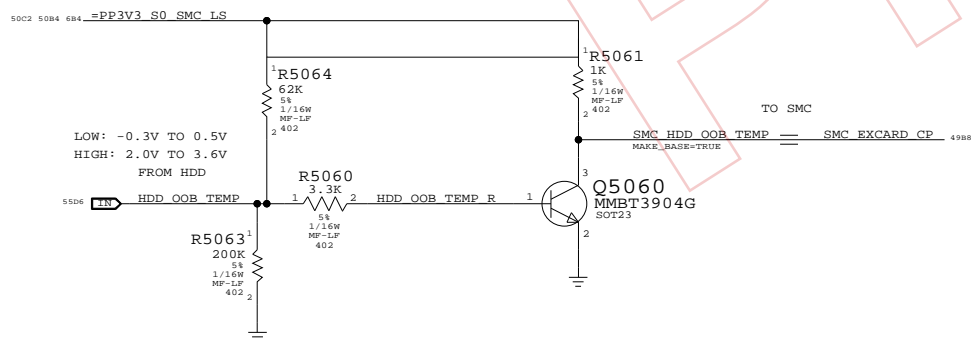 50C2 50B4 6B4 =PP3V3_S0_SMC_LS
1
R5064
62K
5%
1/16W
MF-LF
402
2
1
R5061
1K
5%
1/16W
MF-LF
402
2
TO SMC
SMC_HDD_OOB_TEMP SMC_EXCARD_CP 49B8
MAKE_BASE=TRUE
LOW: -0.3V TO 0.5V
HIGH: 2.0V TO 3.6V
FROM HDD
55D6 IN HDD_OOB_TEMP
R5060
3.3K
1 2
5%
1/16W
MF-LF
402
HDD_OOB_TEMP_R
1
3
Q5060
MMBT3904G
SOT23
2
R5063
1
200K
5%
1/16W
MF-LF
402
2